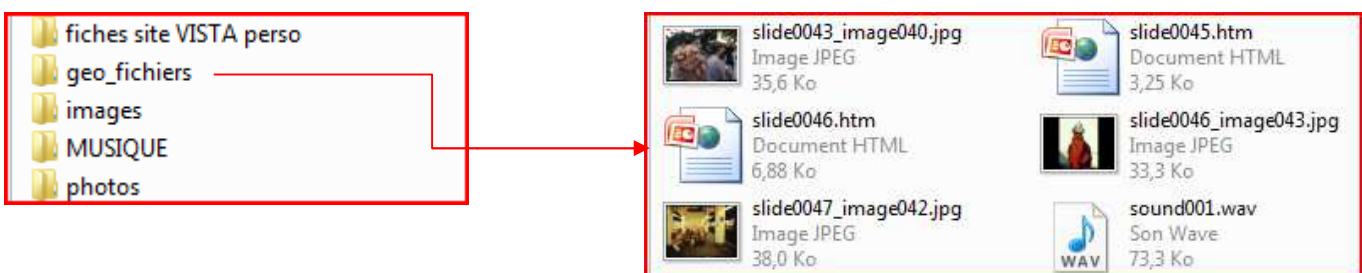 fiches site VISTA perso
geo_fichiers
images
MUSIQUE
photos
slide0043_image040.jpg
Image JPEG
35,6 Ko
slide0045.htm
Document HTML
3,25 Ko
slide0046.htm
Document HTML
6,88 Ko
slide0046_image043.jpg
Image JPEG
33,3 Ko
slide0047_image042.jpg
Image JPEG
38,0 Ko
WAV
sound001.wav
Son Wave
73,3 Ko